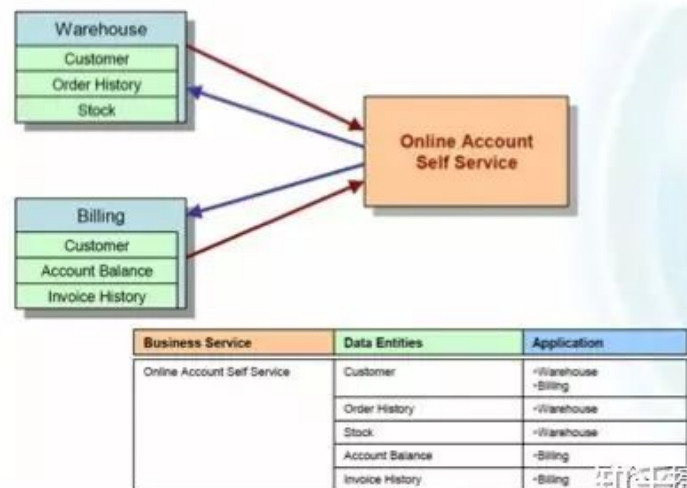 Warehouse
Customer
Order History
Stock
Online Account
Self Service
Billing
Customer
Account Balance
Invoice History
Business Service
Data Entities
Application
Online Account Self Service
Customer
•Warehouse
•Billing
Order History
•Warehouse
Stock
•Warehouse
Account Balance
•Billing
Invoice History
•Billing